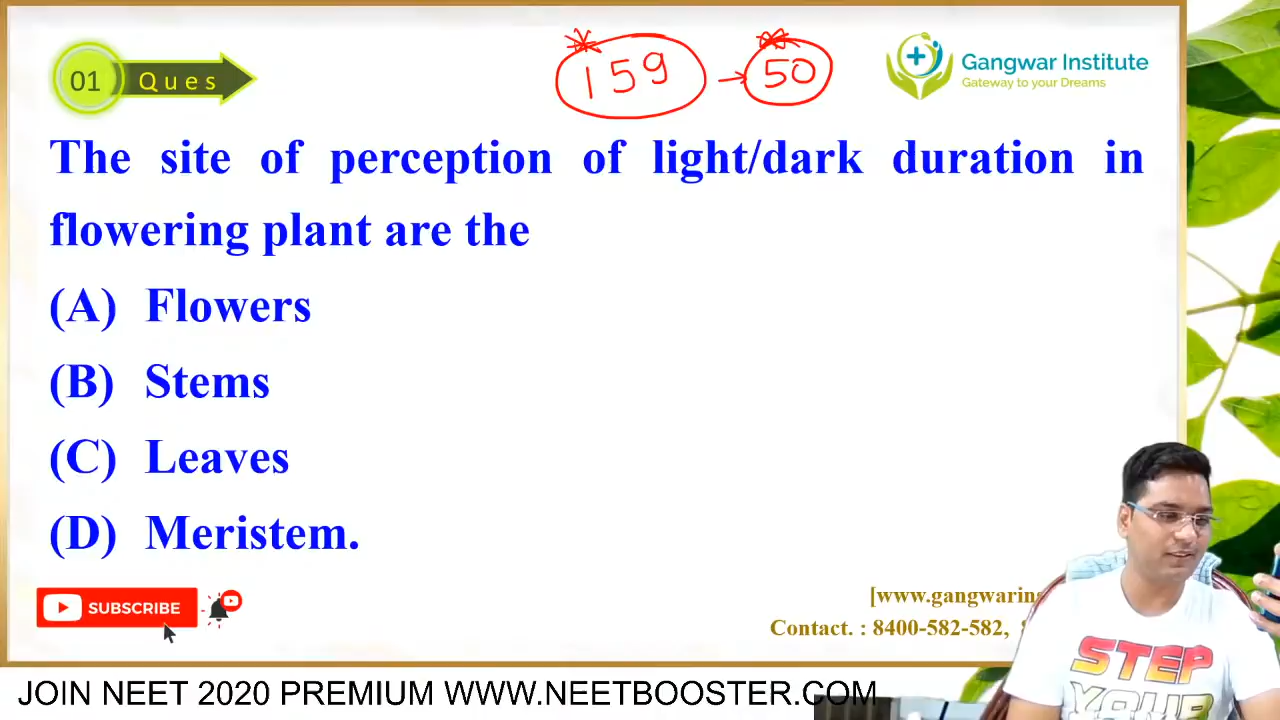 01 Ques
159 → 50
Gangwar Institute
Gateway to your Dreams
The site of perception of light/dark duration in
flowering plant are the
(A) Flowers
(B) Stems
(C) Leaves
(D) Meristem.
SUBSCRIBE
[www.gangwarin
Contact. : 8400-582-582,
STEP
YOUR
JOIN NEET 2020 PREMIUM WWW.NEETBOOSTER.COM